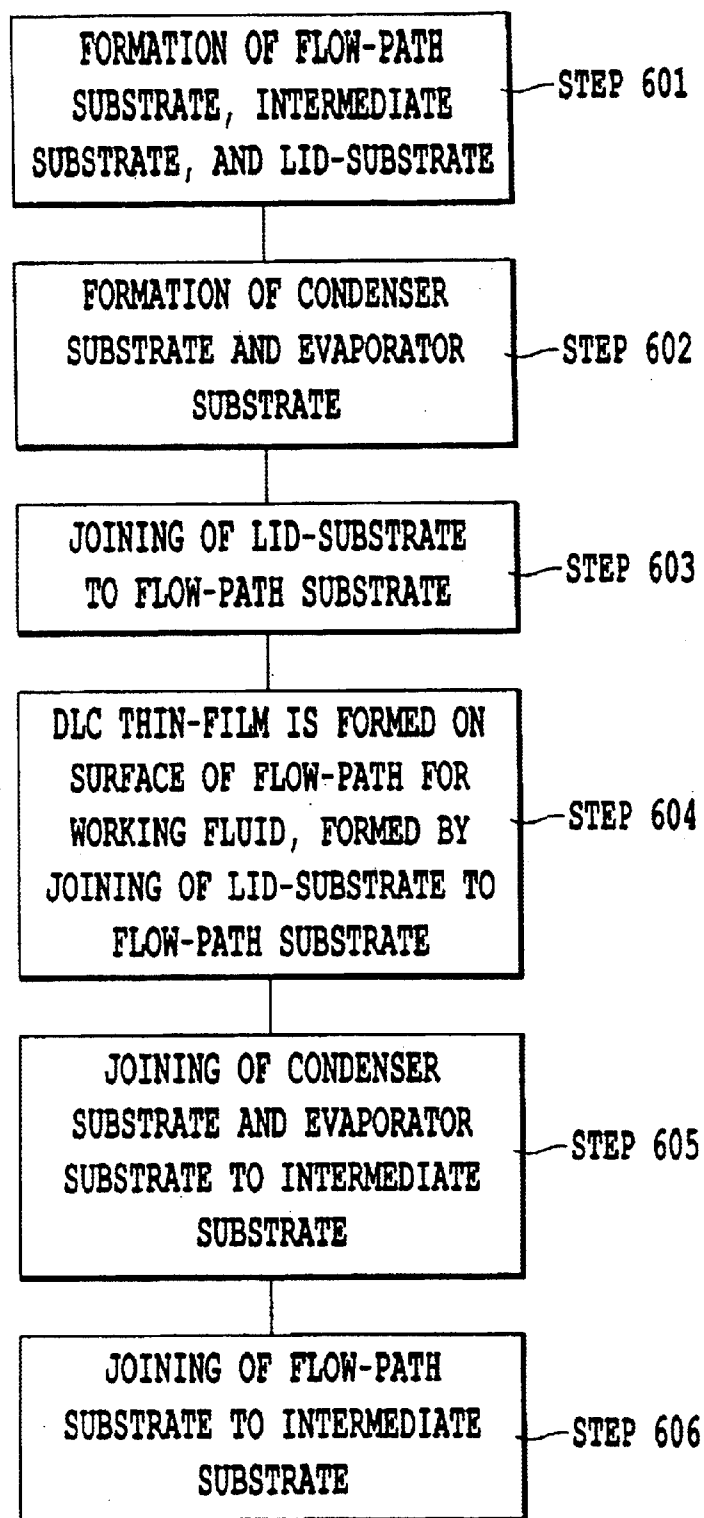 FORMATION OF FLOW-PATH
SUBSTRATE, INTERMEDIATE
SUBSTRATE, AND LID-SUBSTRATE
STEP 601
FORMATION OF CONDENSER
SUBSTRATE AND EVAPORATOR
SUBSTRATE
STEP 602
JOINING OF LID-SUBSTRATE
TO FLOW-PATH SUBSTRATE
STEP 603
DLC THIN-FILM IS FORMED ON
SURFACE OF FLOW-PATH FOR
WORKING FLUID, FORMED BY
JOINING OF LID-SUBSTRATE TO
FLOW-PATH SUBSTRATE
STEP 604
JOINING OF CONDENSER
SUBSTRATE AND EVAPORATOR
SUBSTRATE TO INTERMEDIATE
SUBSTRATE
STEP 605
JOINING OF FLOW-PATH
SUBSTRATE TO INTERMEDIATE
SUBSTRATE
STEP 606